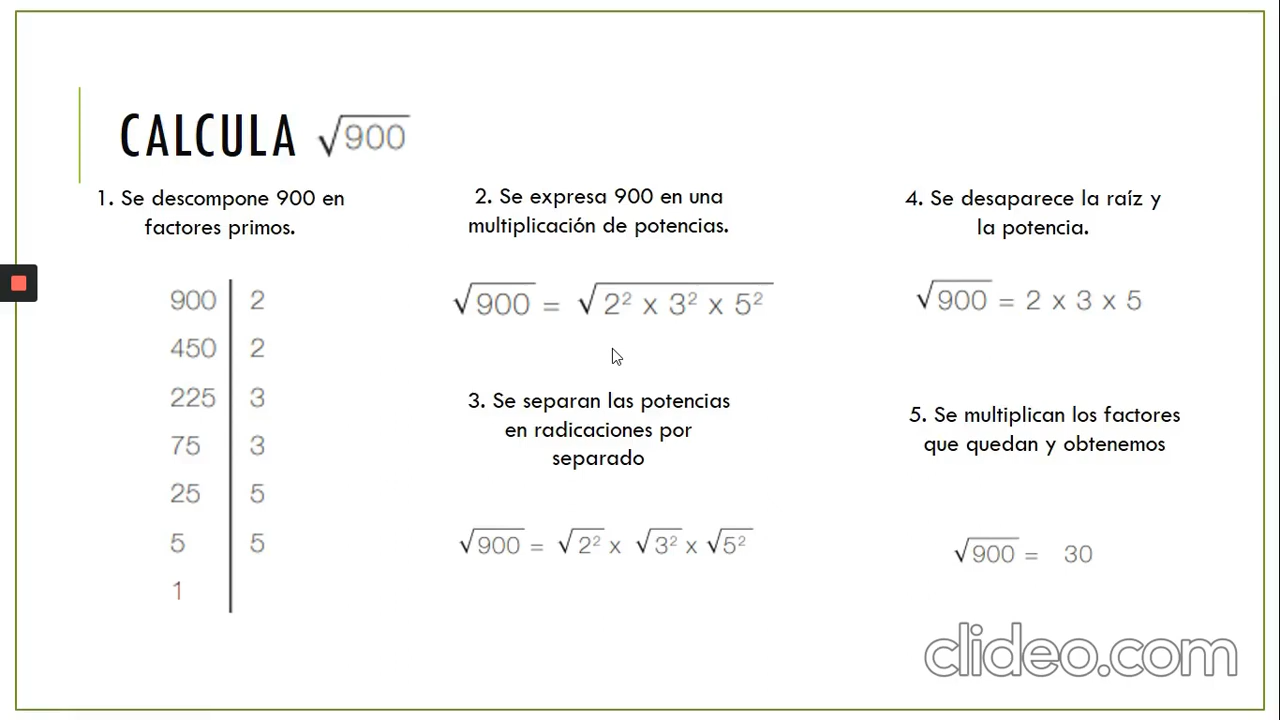 CALCULA √900
1. Se descompone 900 en
factores primos.
900 | 2
450 | 2
225 | 3
75 | 3
25 | 5
5 | 5
1 |
2. Se expresa 900 en una
multiplicación de potencias.
√900 = √2² x 3² x 5²
3. Se separan las potencias
en radicaciones por
separado
√900 = √2² x √3² x √5²
4. Se desaparece la raíz y
la potencia.
√900 = 2 x 3 x 5
5. Se multiplican los factores
que quedan y obtenemos
√900 = 30
clideo.com